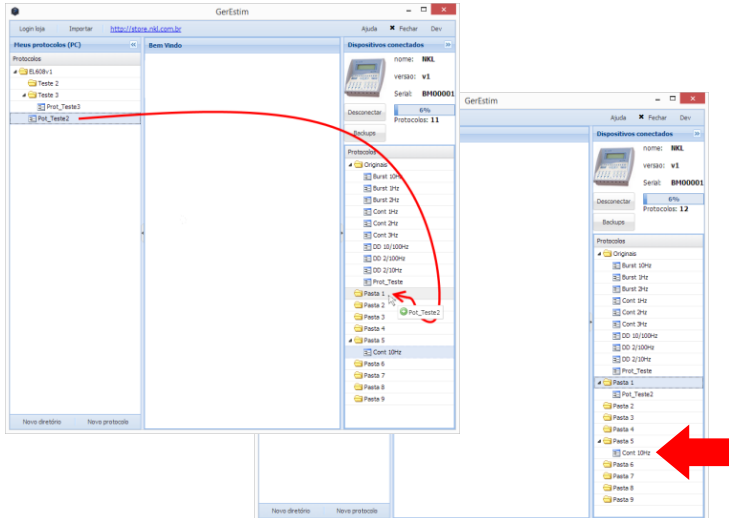 GerEstim
Login loja Importar http://store.nkl.com.br Ajuda Fechar Dev
Meus protocolos (PC)
Protocolos
EL608v1
Teste 2
Teste 3
Prot_Teste3
Pot_Teste2
Novo diretório Novo protocolo
Bem Vindo
Dispositivos conectados
nome: NKL
versao: v1
Serial: BM00001
Desconectar 6%
Protocolos: 11
Backups
Protocolos
Originais
Burst 10Hz
Burst 1Hz
Burst 2Hz
Cont 1Hz
Cont 2Hz
Cont 3Hz
DD 10/100Hz
DD 2/100Hz
DD 2/10Hz
Prot_Teste
Pasta 1
Pasta 2
Pot_Teste2
Pasta 3
Pasta 4
Pasta 5
Cont 10Hz
Pasta 6
Pasta 7
Pasta 8
Pasta 9
GerEstim
Ajuda Fechar Dev
Dispositivos conectados
nome: NKL
versao: v1
Serial: BM00001
Desconectar 6%
Protocolos: 12
Backups
Protocolos
Originais
Burst 10Hz
Burst 1Hz
Burst 2Hz
Cont 1Hz
Cont 2Hz
Cont 3Hz
DD 10/100Hz
DD 2/100Hz
DD 2/10Hz
Prot_Teste
Pasta 1
Pot_Teste2
Pasta 2
Pasta 3
Pasta 4
Pasta 5
Cont 10Hz
Pasta 6
Pasta 7
Pasta 8
Pasta 9
Novo diretório Novo protocolo